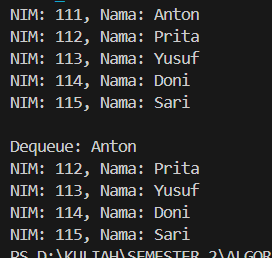 NIM: 111, Nama: Anton
NIM: 112, Nama: Prita
NIM: 113, Nama: Yusuf
NIM: 114, Nama: Doni
NIM: 115, Nama: Sari

Dequeue: Anton
NIM: 112, Nama: Prita
NIM: 113, Nama: Yusuf
NIM: 114, Nama: Doni
NIM: 115, Nama: Sari
PS D:\KULIAH\SEMESTER 2\ALGOR